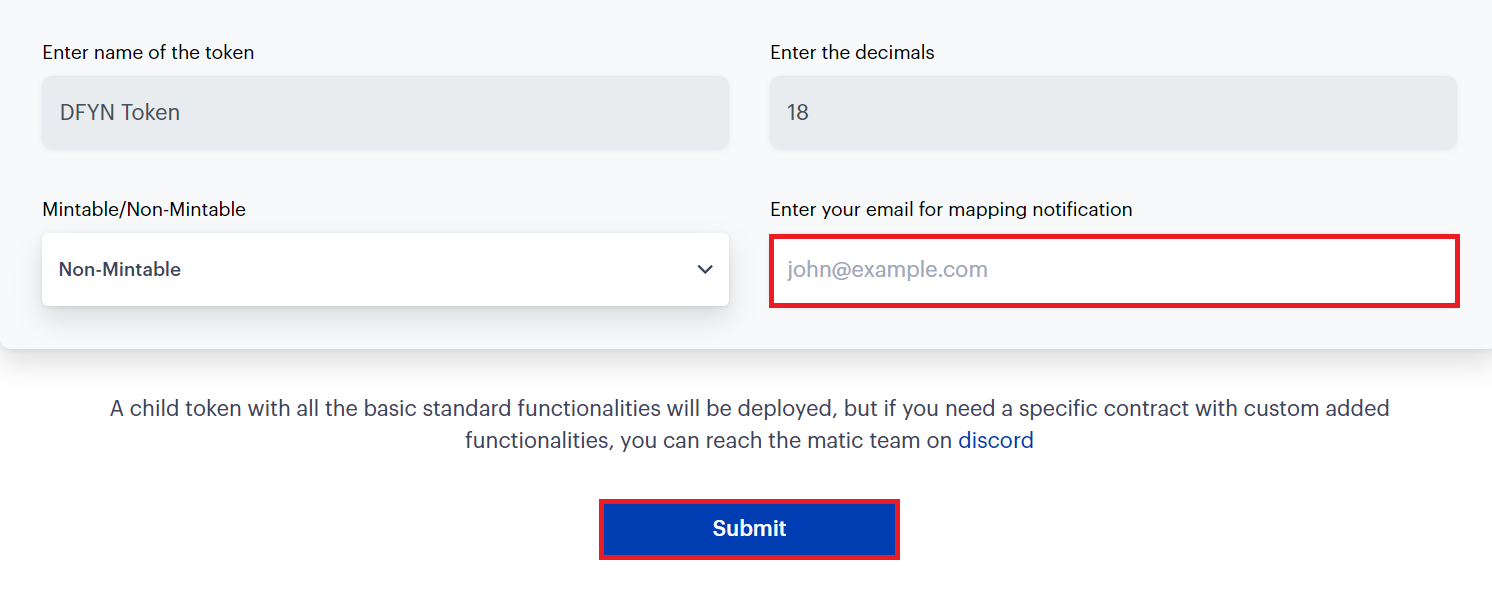 Enter name of the token
Enter the decimals
DFYN Token
18
Mintable/Non-Mintable
Enter your email for mapping notification
Non-Mintable
john@example.com
A child token with all the basic standard functionalities will be deployed, but if you need a specific contract with custom added
functionalities, you can reach the matic team on discord
Submit